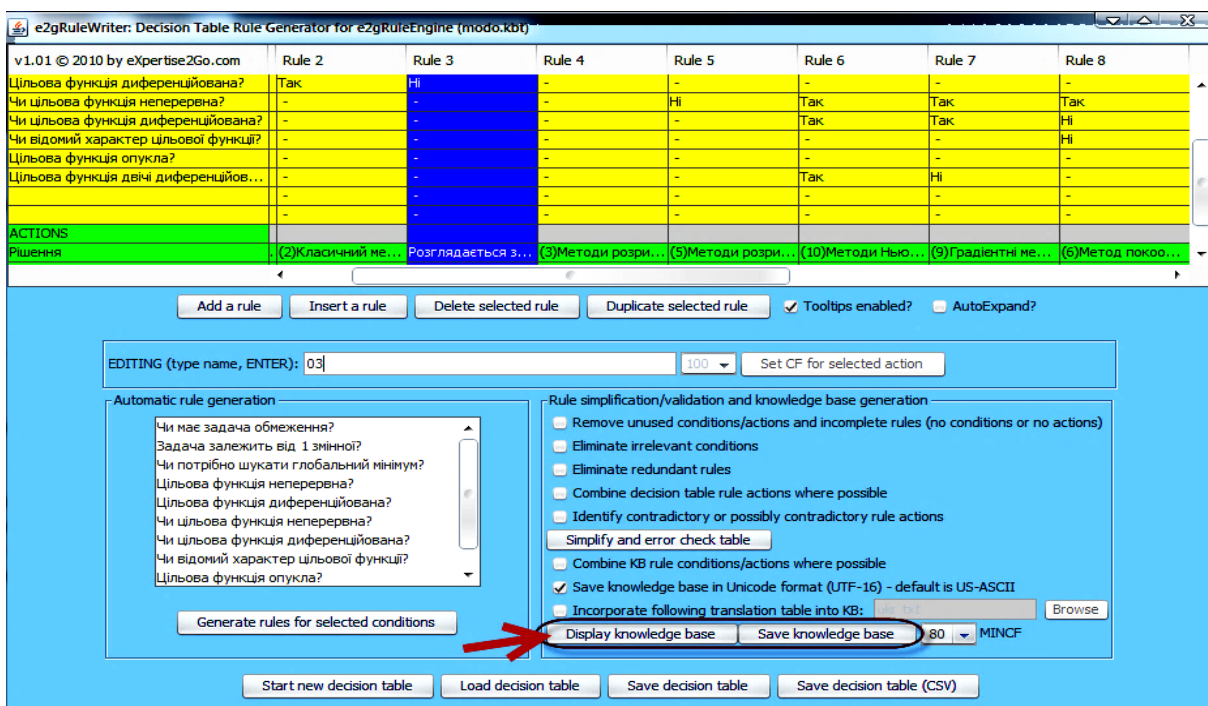 e2gRuleWriter: Decision Table Rule Generator for e2gRuleEngine (modo.kbt)
v1.01 © 2010 by eXpertise2Go.com Rule 2 Rule 3 Rule 4 Rule 5 Rule 6 Rule 7 Rule 8
Цільова функція диференційована? Так Ні - - - - -
Чи цільова функція неперервна? - - - Ні Так Так Так
Чи цільова функція диференційована? - - - - Так Так Ні
Чи відомий характер цільової функції? - - - - - - Ні
Цільова функція опукла? - - - - - - -
Цільова функція двічі диференційов... - - - - Так Ні -
- - - - - - -
- - - - - - -
ACTIONS
Рішення . (2)Класичний ме... Розглядається з... (3)Методи розри... (5)Методи розри... (10)Методи Нью... (9)Градієнтні ме... (6)Метод покоо...
Add a rule Insert a rule Delete selected rule Duplicate selected rule Tooltips enabled? AutoExpand?
EDITING (type name, ENTER): 03 100 Set CF for selected action
Automatic rule generation
Чи має задача обмеження?
Задача залежить від 1 змінної?
Чи потрібно шукати глобальний мінімум?
Цільова функція неперервна?
Цільова функція диференційована?
Чи цільова функція неперервна?
Чи цільова функція диференційована?
Чи відомий характер цільової функції?
Цільова функція опукла?
Generate rules for selected conditions
Rule simplification/validation and knowledge base generation
Remove unused conditions/actions and incomplete rules (no conditions or no actions)
Eliminate irrelevant conditions
Eliminate redundant rules
Combine decision table rule actions where possible
Identify contradictory or possibly contradictory rule actions
Simplify and error check table
Combine KB rule conditions/actions where possible
Save knowledge base in Unicode format (UTF-16) - default is US-ASCII
Incorporate following translation table into KB: ukr.txt Browse
Display knowledge base Save knowledge base 80 MINCF
Start new decision table Load decision table Save decision table Save decision table (CSV)